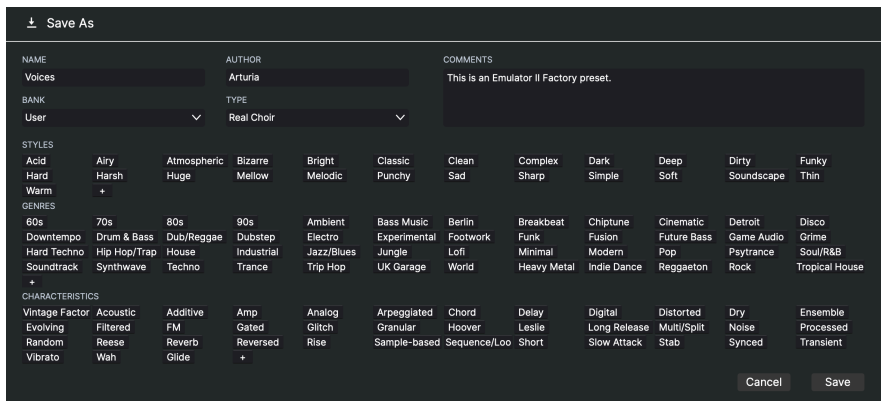 Save As
NAME AUTHOR COMMENTS
Voices Arturia This is an Emulator II Factory preset.
BANK TYPE
User Real Choir
STYLES
Acid Airy Atmospheric Bizarre Bright Classic Clean Complex Dark Deep Dirty Funky
Hard Harsh Huge Mellow Melodic Punchy Sad Sharp Simple Soft Soundscape Thin
Warm +
GENRES
60s 70s 80s 90s Ambient Bass Music Berlin Breakbeat Chiptune Cinematic Detroit Disco
Downtempo Drum & Bass Dub/Reggae Dubstep Electro Experimental Footwork Funk Fusion Future Bass Game Audio Grime
Hard Techno Hip Hop/Trap House Industrial Jazz/Blues Jungle Lofi Minimal Modern Pop Psytrance Soul/R&B
Soundtrack Synthwave Techno Trance Trip Hop UK Garage World Heavy Metal Indie Dance Reggaeton Rock Tropical House
+
CHARACTERISTICS
Vintage Factor Acoustic Additive Amp Analog Arpeggiated Chord Delay Digital Distorted Dry Ensemble
Evolving Filtered FM Gated Glitch Granular Hoover Leslie Long Release Multi/Split Noise Processed
Random Reese Reverb Reversed Rise Sample-based Sequence/Loo Short Slow Attack Stab Synced Transient
Vibrato Wah Glide +
Cancel Save